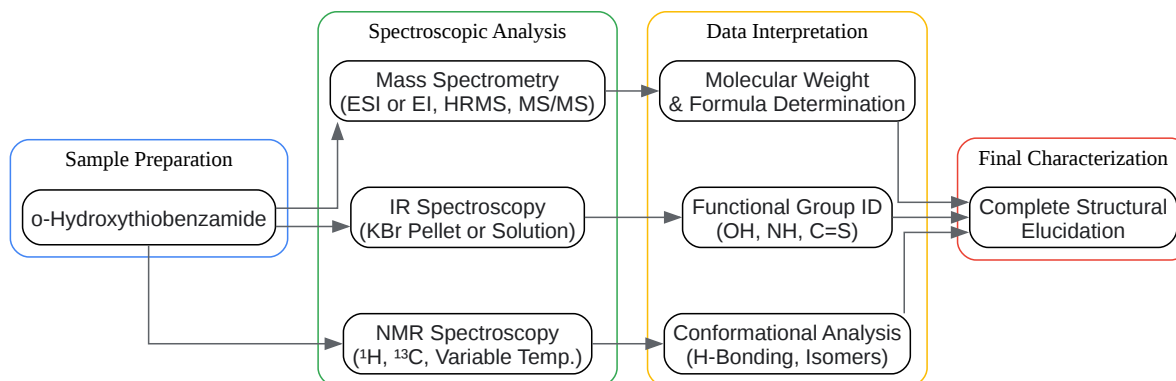 Sample Preparation
o-Hydroxythiobenzamide
Spectroscopic Analysis
Mass Spectrometry
(ESI or EI, HRMS, MS/MS)
IR Spectroscopy
(KBr Pellet or Solution)
NMR Spectroscopy
(¹H, ¹³C, Variable Temp.)
Data Interpretation
Molecular Weight
& Formula Determination
Functional Group ID
(OH, NH, C=S)
Conformational Analysis
(H-Bonding, Isomers)
Final Characterization
Complete Structural
Elucidation